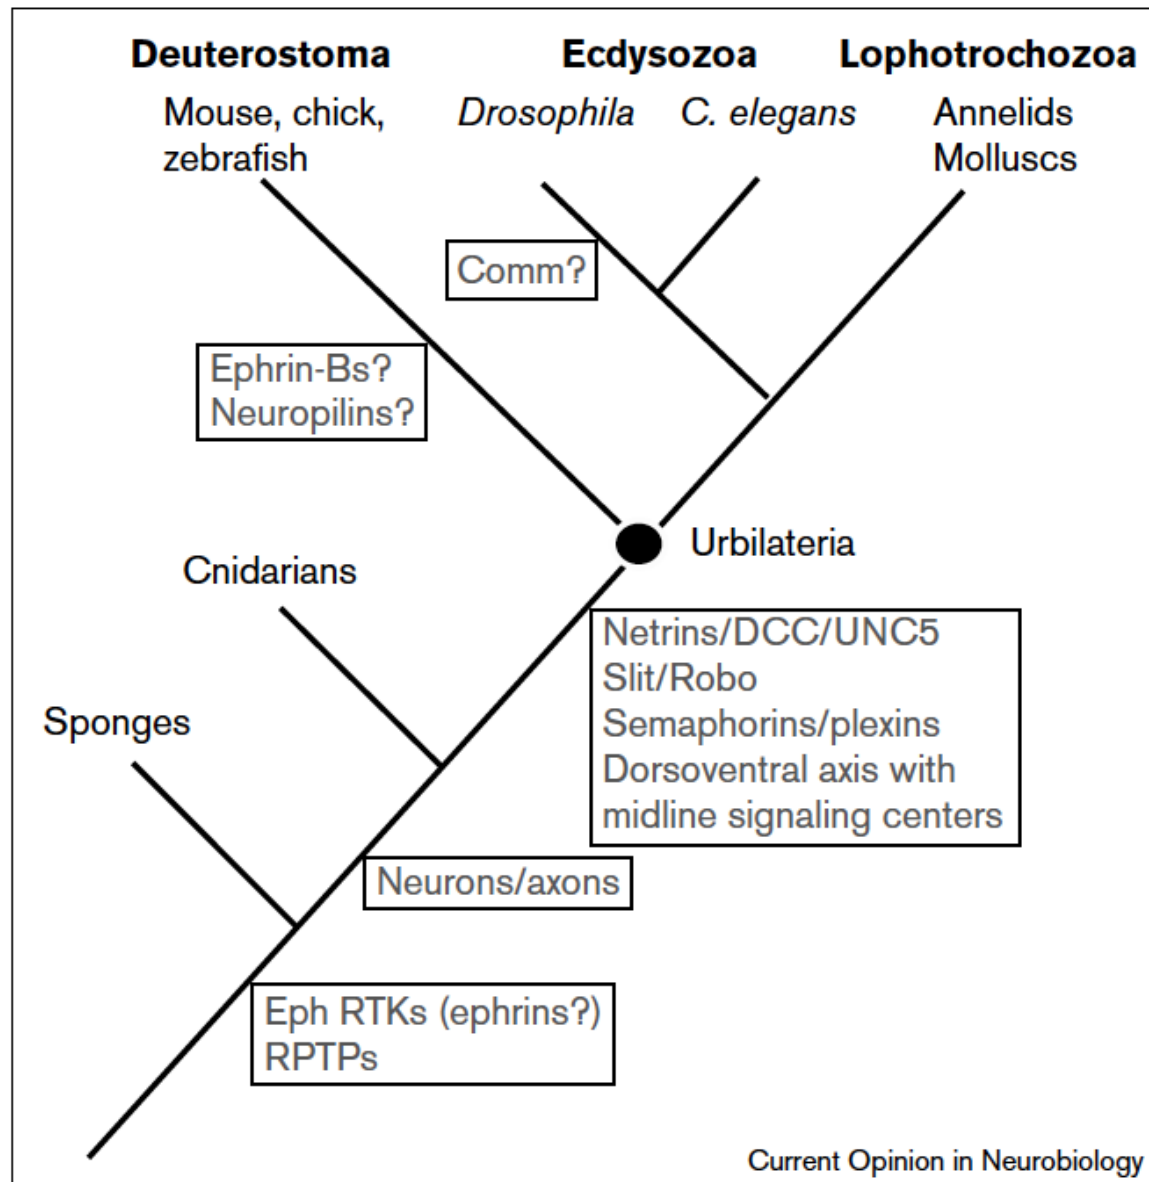 Deuterostoma
Ecdysozoa
Lophotrochozoa
Mouse, chick,
zebrafish
Drosophila
C. elegans
Annelids
Molluscs
Comm?
Ephrin-Bs?
Neuropilins?
Urbilateria
Cnidarians
Netrins/DCC/UNC5
Slit/Robo
Semaphorins/plexins
Dorsoventral axis with
midline signaling centers
Sponges
Neurons/axons
Eph RTKs (ephrins?)
RPTPs
Current Opinion in Neurobiology